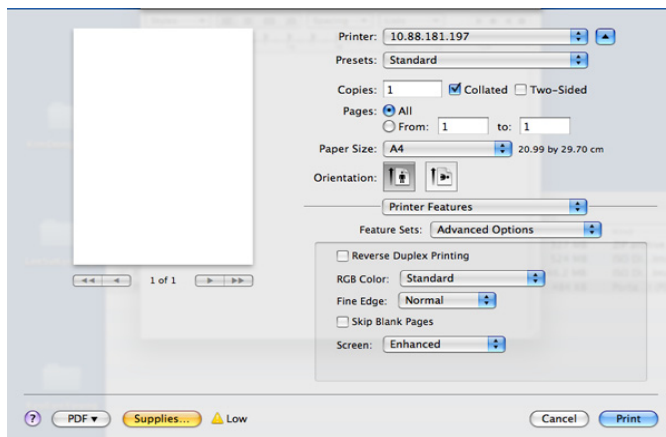 Printer: 10.88.181.197
Presets: Standard
Copies: 1 Collated Two-Sided
Pages: All
From: 1 to: 1
Paper Size: A4 20.99 by 29.70 cm
Orientation:
Printer Features
Feature Sets: Advanced Options
Reverse Duplex Printing
RGB Color: Standard
Fine Edge: Normal
Skip Blank Pages
Screen: Enhanced
1 of 1
? PDF Supplies... Low Cancel Print